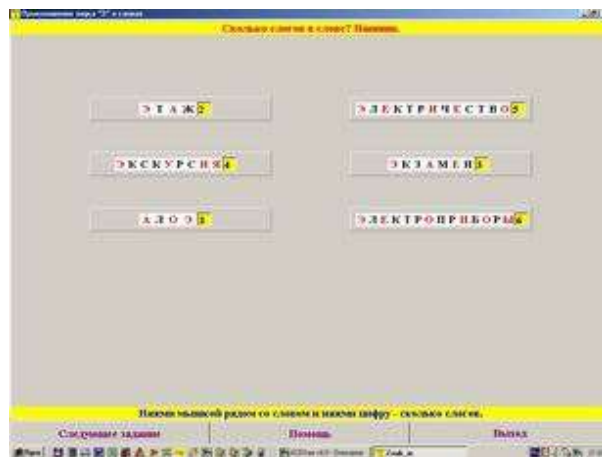 Сколько слогов в слове? Напиши.
ЭТАЖ 2
ЭЛЕКТРИЧЕСТВО 5
ЭКСКУРСИЯ 4
ЭКЗАМЕН 3
АЛОЭ 3
ЭЛЕКТРОПРИБОРЫ 6
Нажми мышкой рядом со словом и нажми цифру - сколько слогов.
Следующее задание
Помощь
Выход